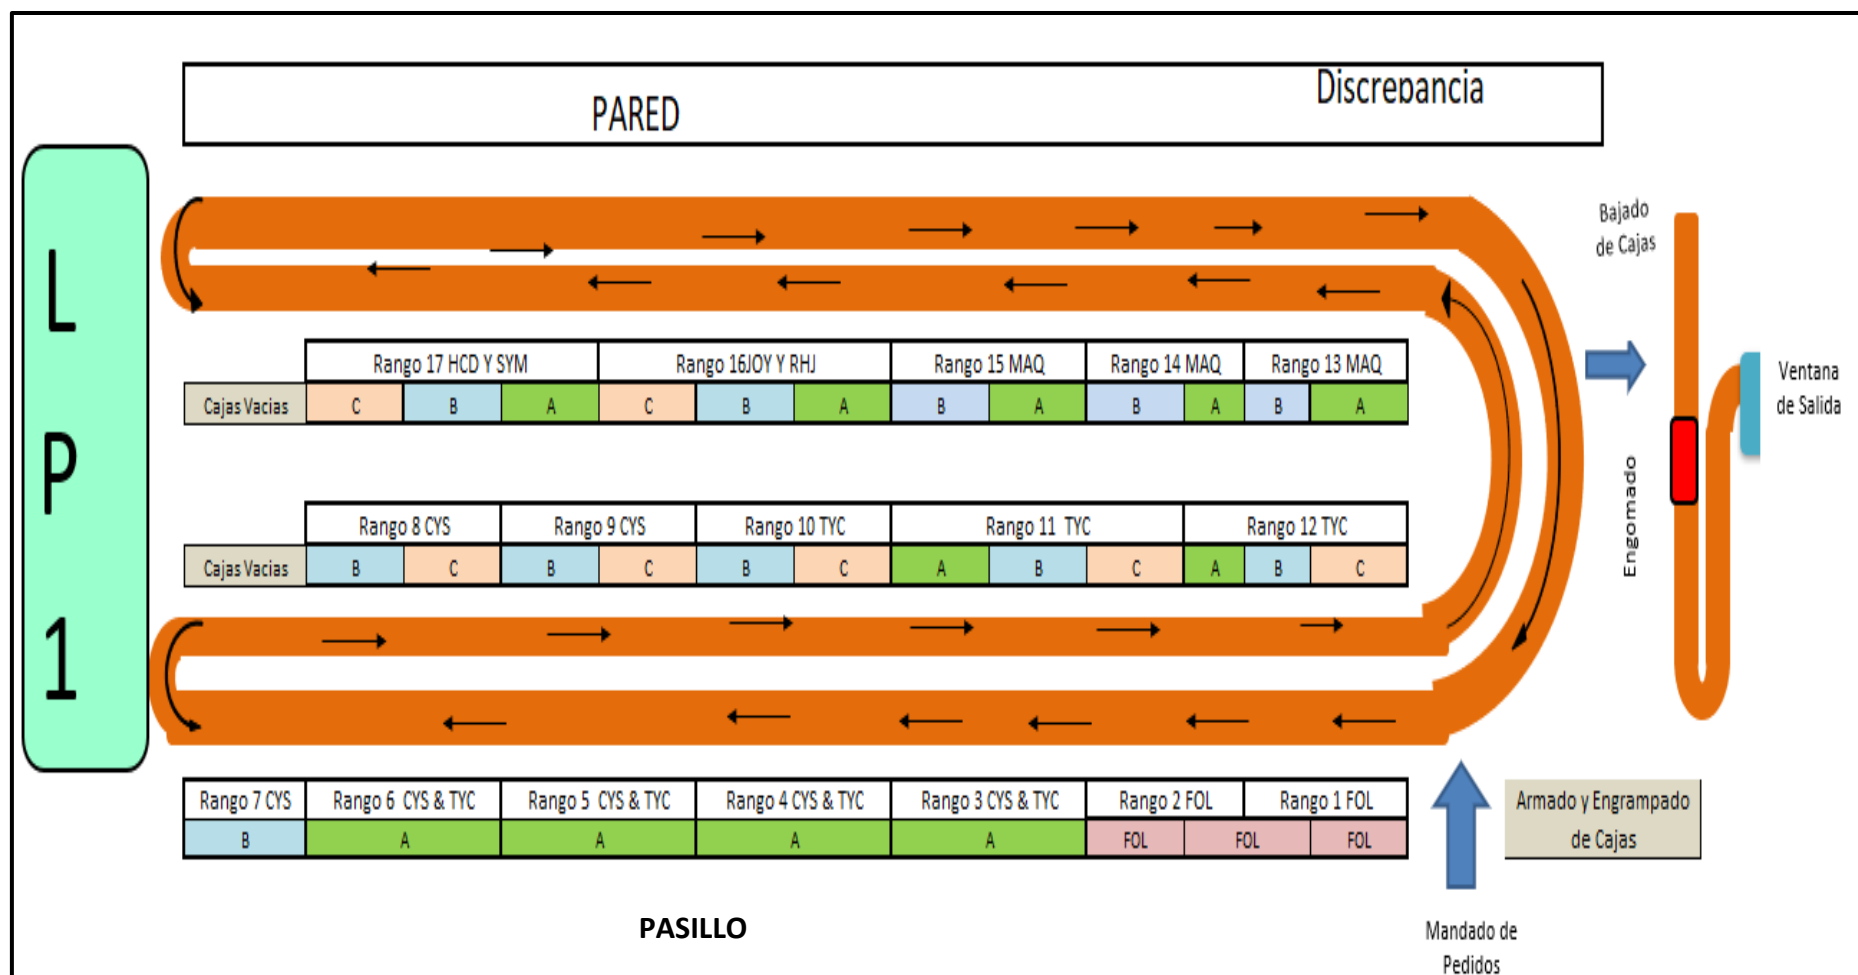 Discrepancia
PARED
L
P
1
Bajado
de Cajas
Rango 17 HCD Y SYM Rango 16JOY Y RHJ Rango 15 MAQ Rango 14 MAQ Rango 13 MAQ
Cajas Vacias C B A C B A B A B A B A
Ventana
de Salida
Engomado
Rango 8 CYS Rango 9 CYS Rango 10 TYC Rango 11 TYC Rango 12 TYC
Cajas Vacias B C B C B C A B C A B C
Rango 7 CYS Rango 6 CYS & TYC Rango 5 CYS & TYC Rango 4 CYS & TYC Rango 3 CYS & TYC Rango 2 FOL Rango 1 FOL
B A A A A FOL FOL FOL
Armado y Engrampado
de Cajas
PASILLO
Mandado de
Pedidos